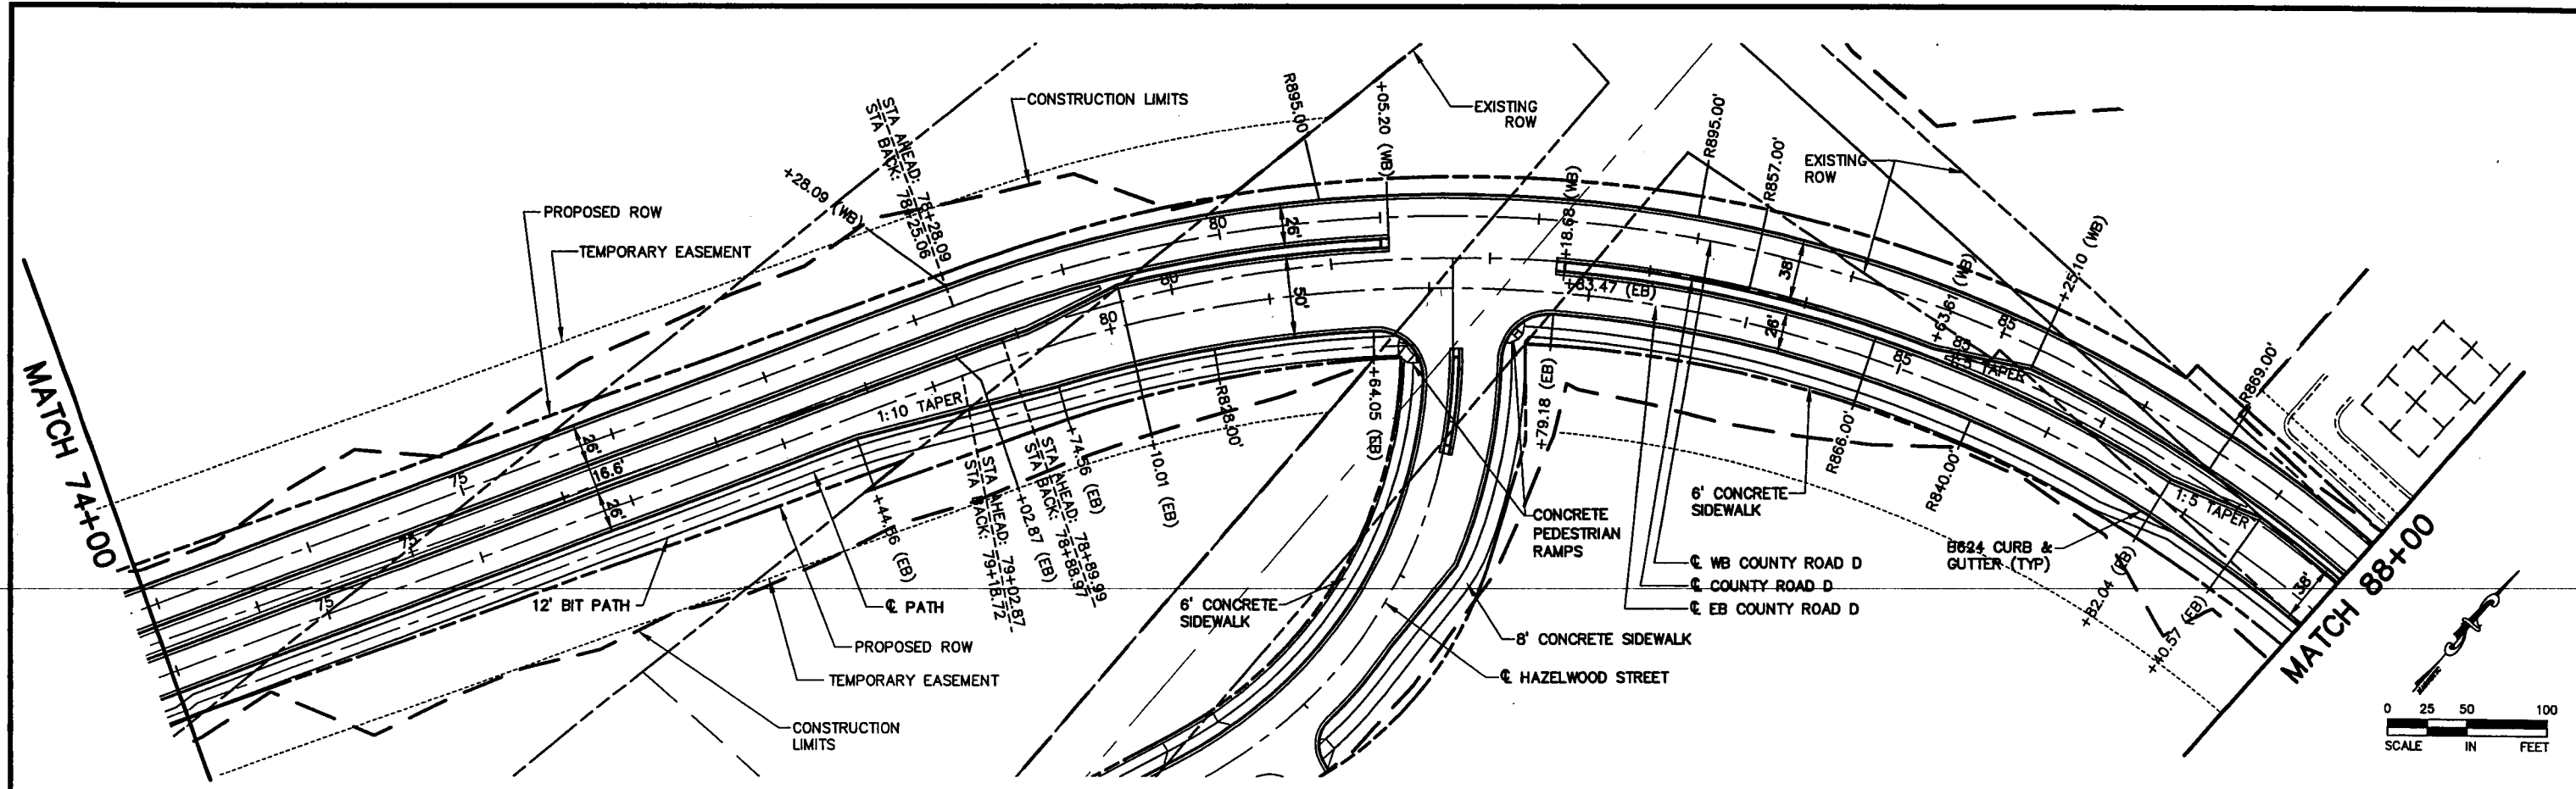 CONSTRUCTION LIMITS
PROPOSED ROW
TEMPORARY EASEMENT
+28.09 (WB)
STA AHEAD: 78+28.09
STA BACK: 78+25.06
R895.00'
+05.20 (WB)
EXISTING
ROW
+18.68 (WB)
R895.00'
R857.00'
EXISTING
ROW
+25.10 (WB)
+63.61 (WB)
+63.47 (EB)
80
26'
80
50'
80
38'
26'
85
85
85
1:10 TAPER
R828.00'
+64.05 (EB)
+79.18 (EB)
R866.00'
R840.00'
R869.00'
1:5 TAPER
MATCH 74+00
26'
16.6'
26'
75
75
75
+44.66 (EB)
STA AHEAD: 79+02.87
STA BACK: 79+18.72
+02.87 (EB)
STA AHEAD: 78+89.99
STA BACK: 78+88.97
+74.56 (EB)
+10.01 (EB)
12' BIT PATH
℄ PATH
PROPOSED ROW
TEMPORARY EASEMENT
CONSTRUCTION
LIMITS
6' CONCRETE
SIDEWALK
CONCRETE
PEDESTRIAN
RAMPS
6' CONCRETE
SIDEWALK
℄ WB COUNTY ROAD D
℄ COUNTY ROAD D
℄ EB COUNTY ROAD D
8' CONCRETE SIDEWALK
℄ HAZELWOOD STREET
B624 CURB &
GUTTER (TYP)
+82.04 (EB)
+40.57 (EB)
38'
MATCH 88+00
0 25 50 100
SCALE IN FEET